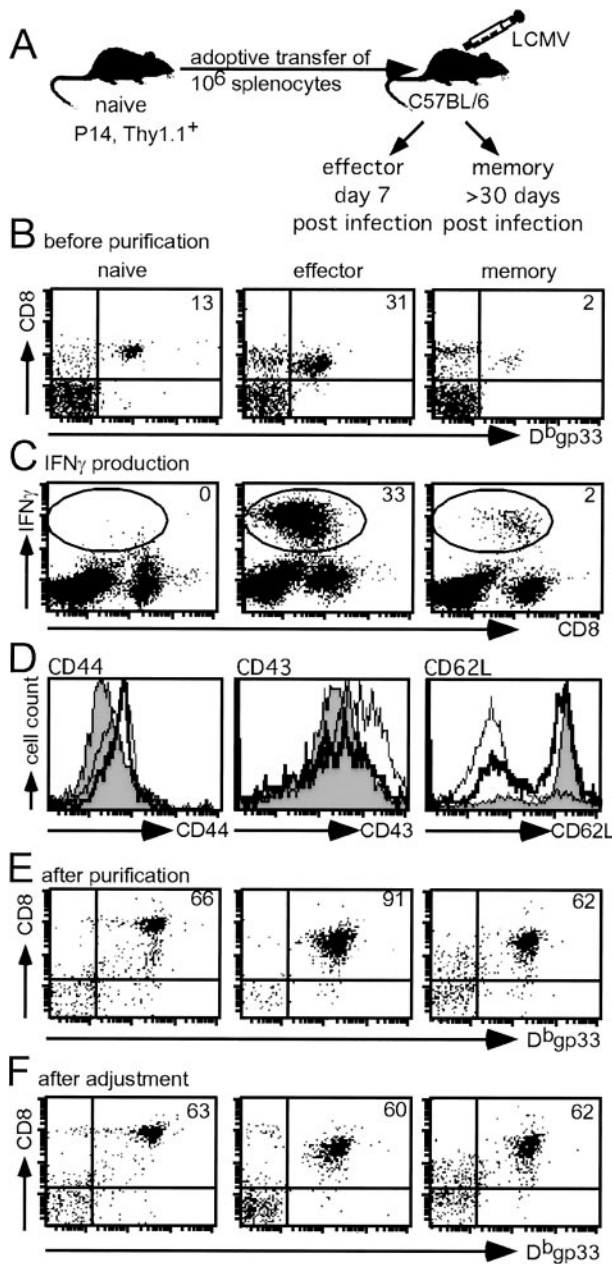 A
adoptive transfer of
10⁶ splenocytes
LCMV
naive
P14, Thy1.1⁺
C57BL/6
effector
day 7
post infection
memory
>30 days
post infection
B before purification
naive effector memory
CD8
13
31
2
Dᵇgp33
C IFNγ production
IFNγ
0
33
2
CD8
D
CD44
CD43
CD62L
cell count
CD44
CD43
CD62L
E after purification
CD8
66
91
62
Dᵇgp33
F after adjustment
CD8
63
60
62
Dᵇgp33